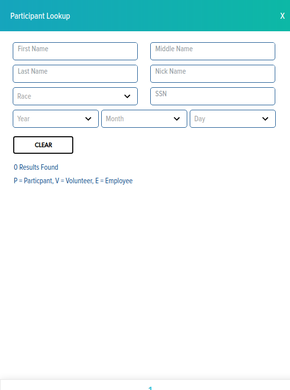 Participant Lookup X
First Name Middle Name
Last Name Nick Name
Race SSN
Year Month Day
CLEAR
0 Results Found
P = Particpant, V = Volunteer, E = Employee